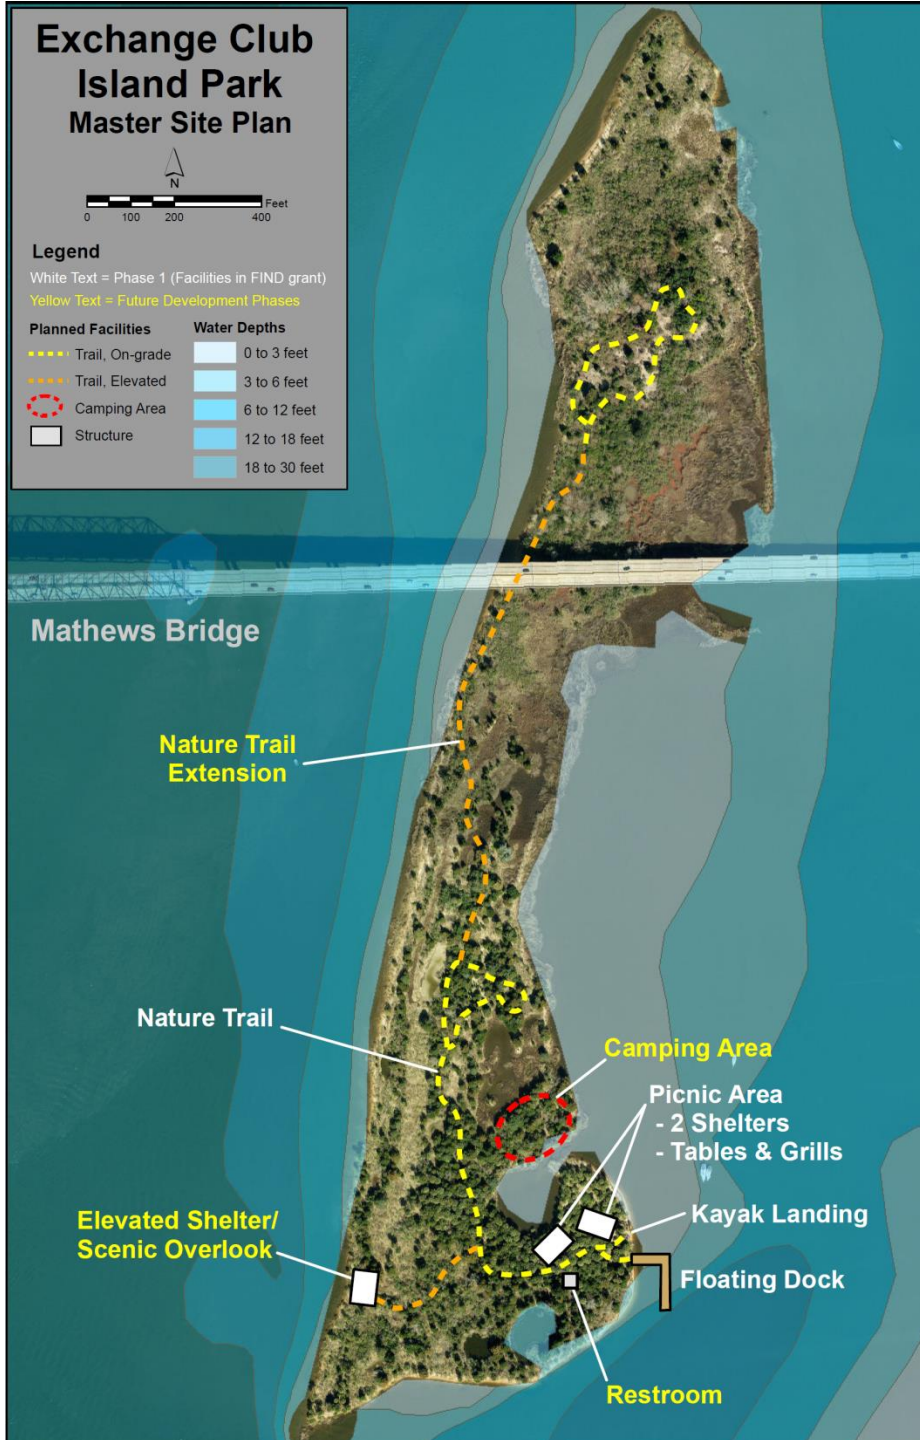 Exchange Club
Island Park
Master Site Plan
N
Feet
0 100 200 400
Legend
White Text = Phase 1 (Facilities in FIND grant)
Yellow Text = Future Development Phases
Planned Facilities
Trail, On-grade
Trail, Elevated
Camping Area
Structure
Water Depths
0 to 3 feet
3 to 6 feet
6 to 12 feet
12 to 18 feet
18 to 30 feet
Mathews Bridge
Nature Trail
Extension
Nature Trail
Camping Area
Picnic Area
- 2 Shelters
- Tables & Grills
Elevated Shelter/
Scenic Overlook
Kayak Landing
Floating Dock
Restroom